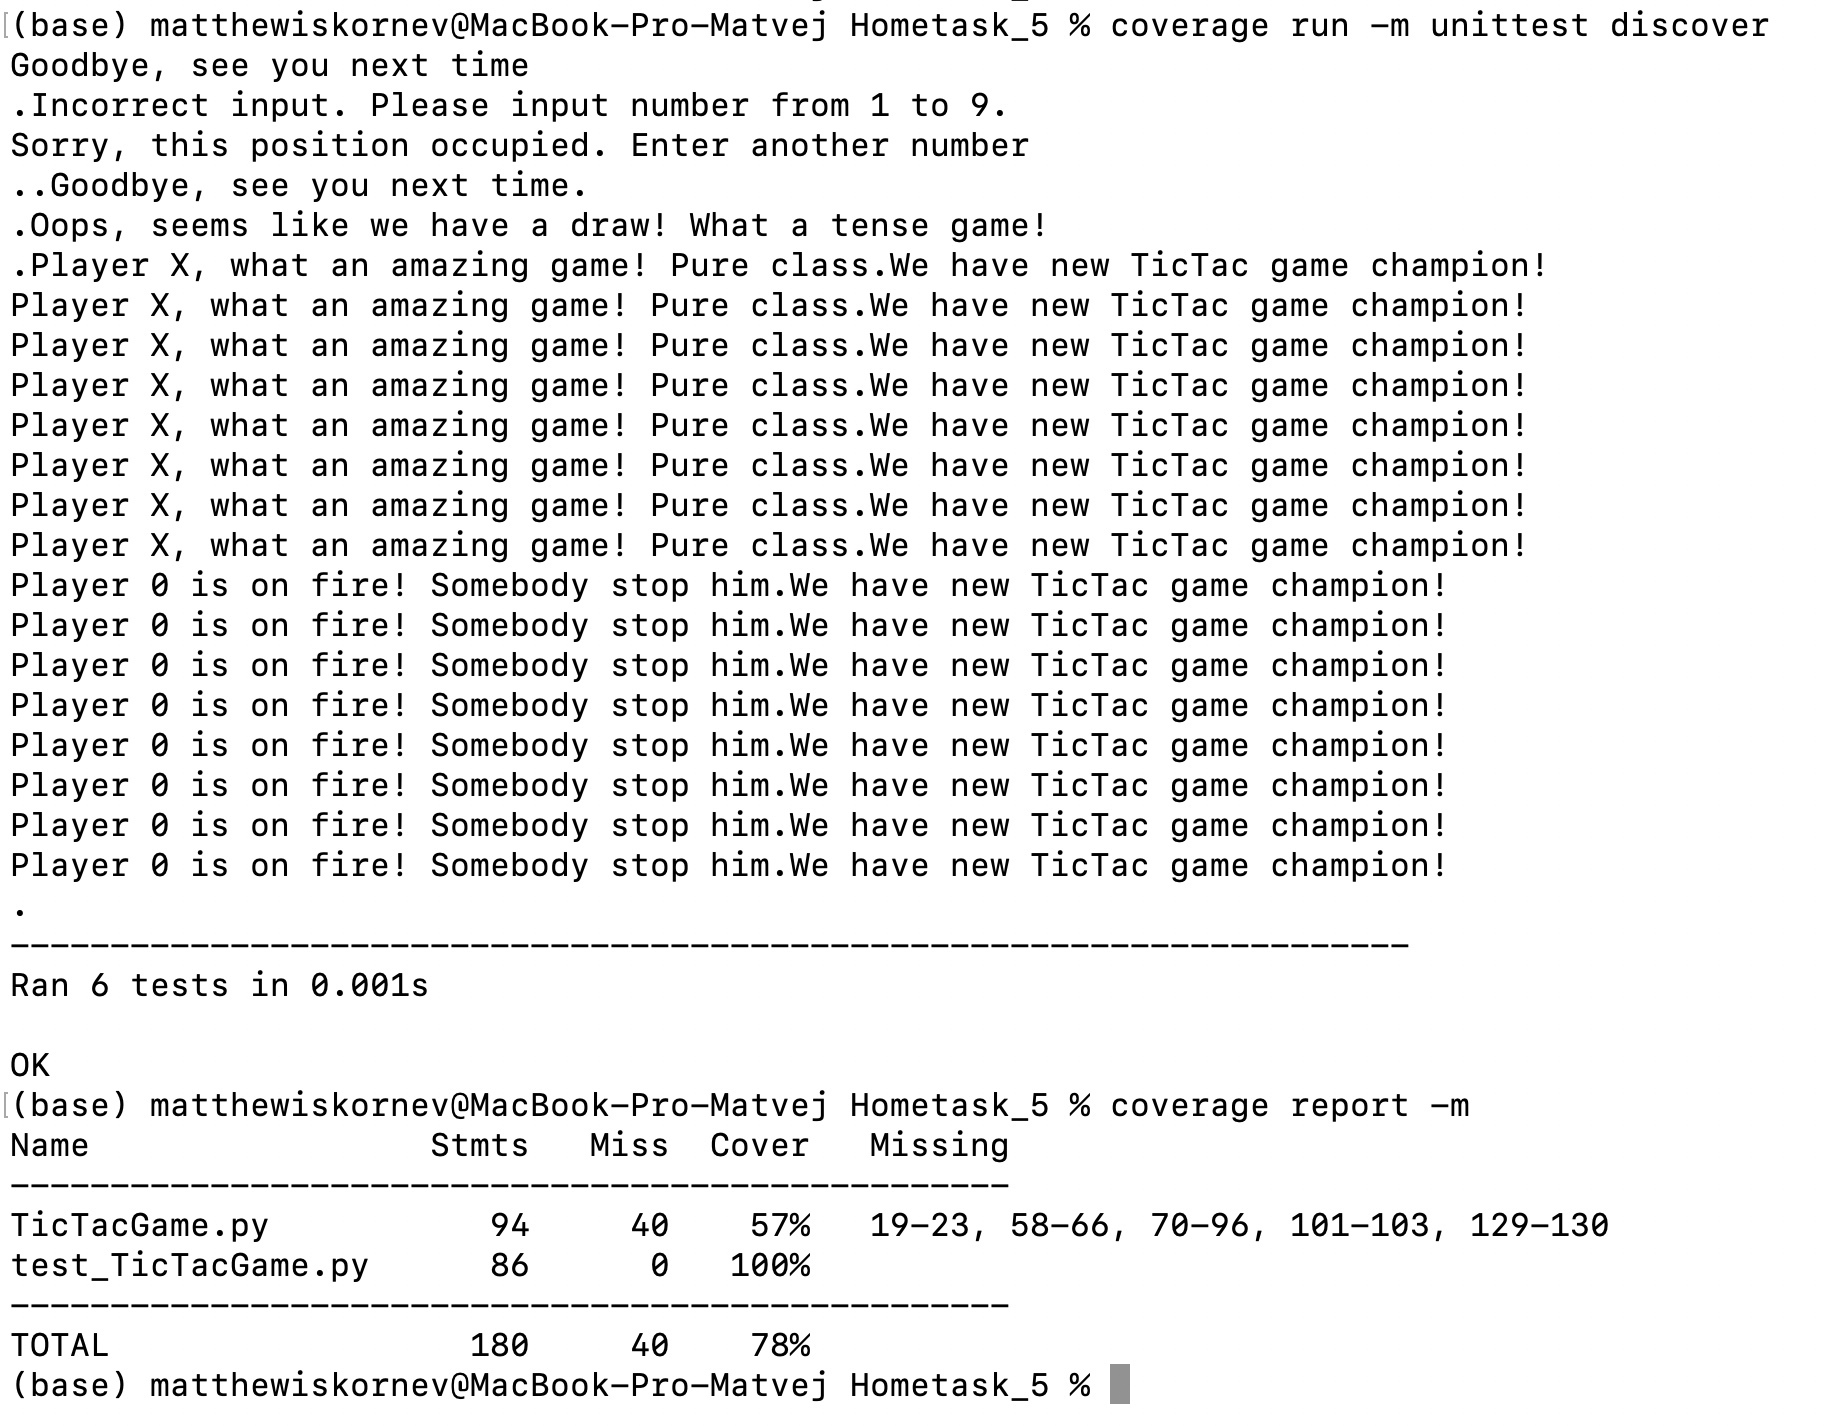 (base) matthewiskornev@MacBook-Pro-Matvej Hometask_5 % coverage run -m unittest discover
Goodbye, see you next time
.Incorrect input. Please input number from 1 to 9.
Sorry, this position occupied. Enter another number
..Goodbye, see you next time.
.Oops, seems like we have a draw! What a tense game!
.Player X, what an amazing game! Pure class.We have new TicTac game champion!
Player X, what an amazing game! Pure class.We have new TicTac game champion!
Player X, what an amazing game! Pure class.We have new TicTac game champion!
Player X, what an amazing game! Pure class.We have new TicTac game champion!
Player X, what an amazing game! Pure class.We have new TicTac game champion!
Player X, what an amazing game! Pure class.We have new TicTac game champion!
Player X, what an amazing game! Pure class.We have new TicTac game champion!
Player X, what an amazing game! Pure class.We have new TicTac game champion!
Player 0 is on fire! Somebody stop him.We have new TicTac game champion!
Player 0 is on fire! Somebody stop him.We have new TicTac game champion!
Player 0 is on fire! Somebody stop him.We have new TicTac game champion!
Player 0 is on fire! Somebody stop him.We have new TicTac game champion!
Player 0 is on fire! Somebody stop him.We have new TicTac game champion!
Player 0 is on fire! Somebody stop him.We have new TicTac game champion!
Player 0 is on fire! Somebody stop him.We have new TicTac game champion!
Player 0 is on fire! Somebody stop him.We have new TicTac game champion!
.
----------------------------------------------------------------------
Ran 6 tests in 0.001s
OK
(base) matthewiskornev@MacBook-Pro-Matvej Hometask_5 % coverage report -m
Name                 Stmts   Miss  Cover   Missing
--------------------------------------------------
TicTacGame.py           94     40    57%   19-23, 58-66, 70-96, 101-103, 129-130
test_TicTacGame.py      86      0   100%
--------------------------------------------------
TOTAL                  180     40    78%
(base) matthewiskornev@MacBook-Pro-Matvej Hometask_5 %